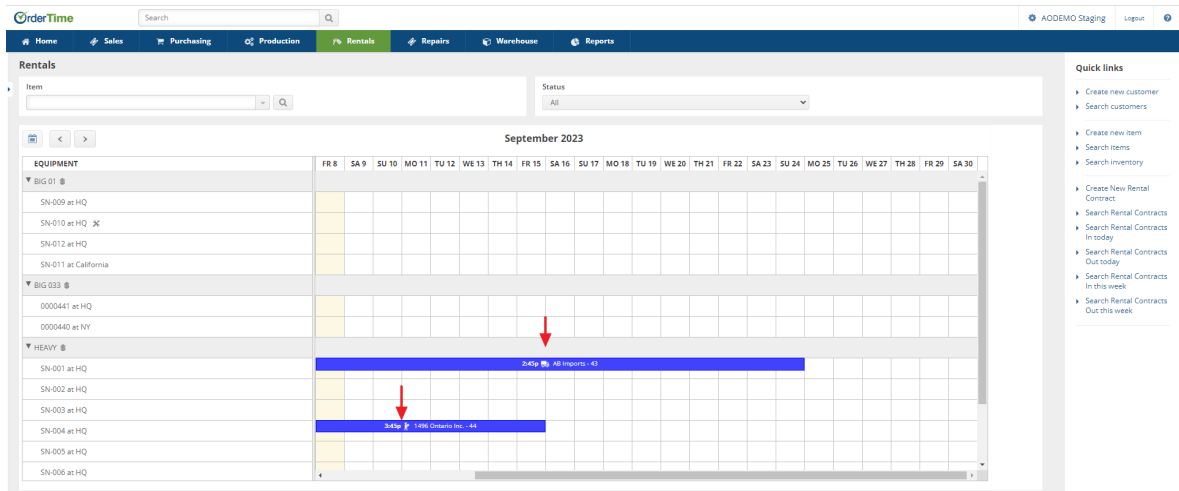 OrderTime
Search
AODEMO Staging Logout
Home Sales Purchasing Production Rentals Repairs Warehouse Reports
Rentals
Item
Status
All
September 2023
EQUIPMENT FR 8 SA 9 SU 10 MO 11 TU 12 WE 13 TH 14 FR 15 SA 16 SU 17 MO 18 TU 19 WE 20 TH 21 FR 22 SA 23 SU 24 MO 25 TU 26 WE 27 TH 28 FR 29 SA 30
BIG 01
SN-009 at HQ
SN-010 at HQ
SN-012 at HQ
SN-011 at California
BIG 033
0000441 at HQ
0000440 at NY
HEAVY
SN-001 at HQ
2:45p AB Imports - 43
SN-002 at HQ
SN-003 at HQ
SN-004 at HQ
3:45p 1496 Ontario Inc. - 44
SN-005 at HQ
SN-006 at HQ
Quick links
Create new customer
Search customers
Create new item
Search items
Search inventory
Create New Rental
Contract
Search Rental Contracts
Search Rental Contracts
In today
Search Rental Contracts
Out today
Search Rental Contracts
In this week
Search Rental Contracts
Out this week